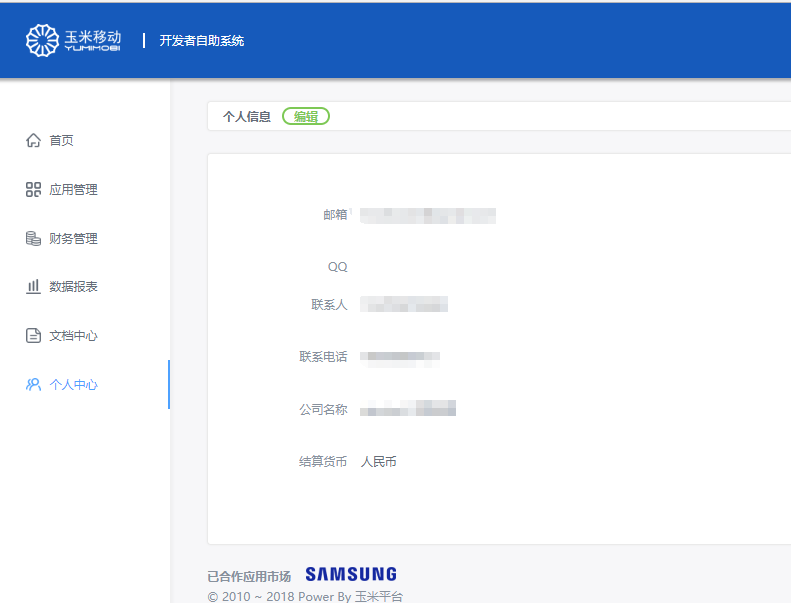 玉米移动 YUMIMOBI | 开发者自助系统
首页
应用管理
财务管理
数据报表
文档中心
个人中心
个人信息 编辑
邮箱
QQ
联系人
联系电话
公司名称
结算货币 人民币
已合作应用市场 SAMSUNG
© 2010 ~ 2018 Power By 玉米平台